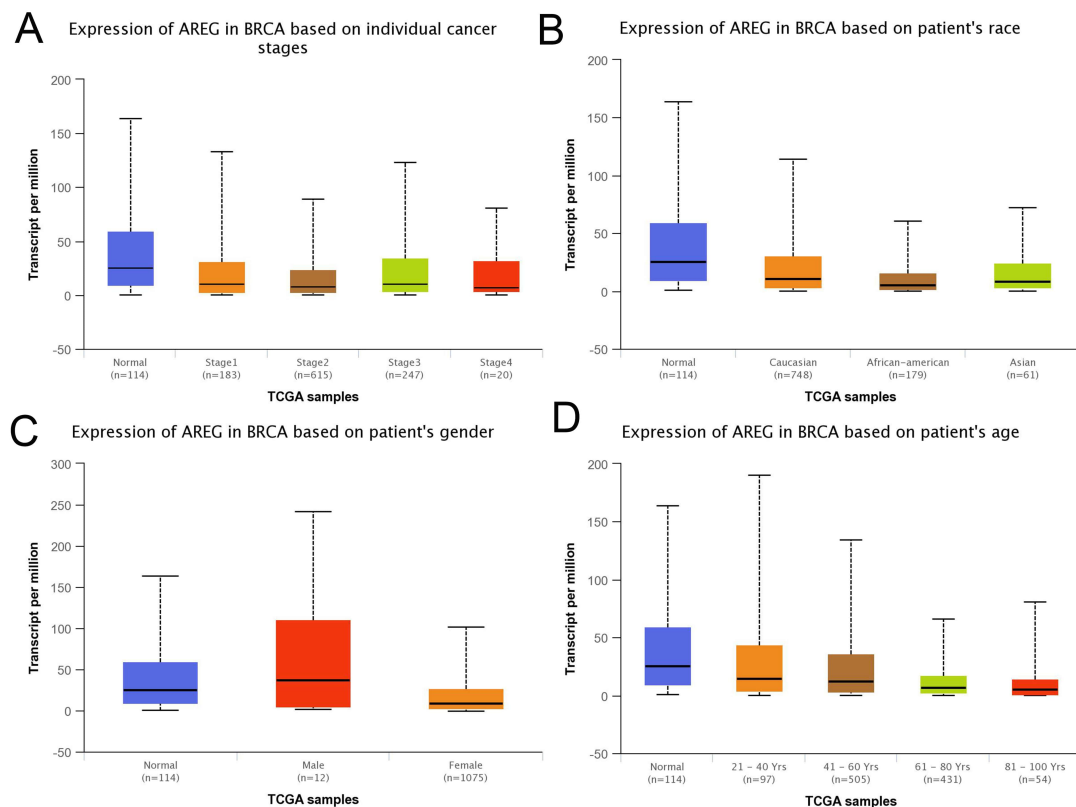 A
Expression of AREG in BRCA based on individual cancer
stages
Transcript per million
200
150
100
50
0
-50
Normal
(n=114)
Stage1
(n=183)
Stage2
(n=615)
Stage3
(n=247)
Stage4
(n=20)
TCGA samples
B
Expression of AREG in BRCA based on patient's race
Transcript per million
200
150
100
50
0
-50
Normal
(n=114)
Caucasian
(n=748)
African-american
(n=179)
Asian
(n=61)
TCGA samples
C
Expression of AREG in BRCA based on patient's gender
Transcript per million
300
250
200
150
100
50
0
-50
Normal
(n=114)
Male
(n=12)
Female
(n=1075)
TCGA samples
D
Expression of AREG in BRCA based on patient's age
Transcript per million
200
150
100
50
0
-50
Normal
(n=114)
21 - 40 Yrs
(n=97)
41 - 60 Yrs
(n=505)
61 - 80 Yrs
(n=431)
81 - 100 Yrs
(n=54)
TCGA samples